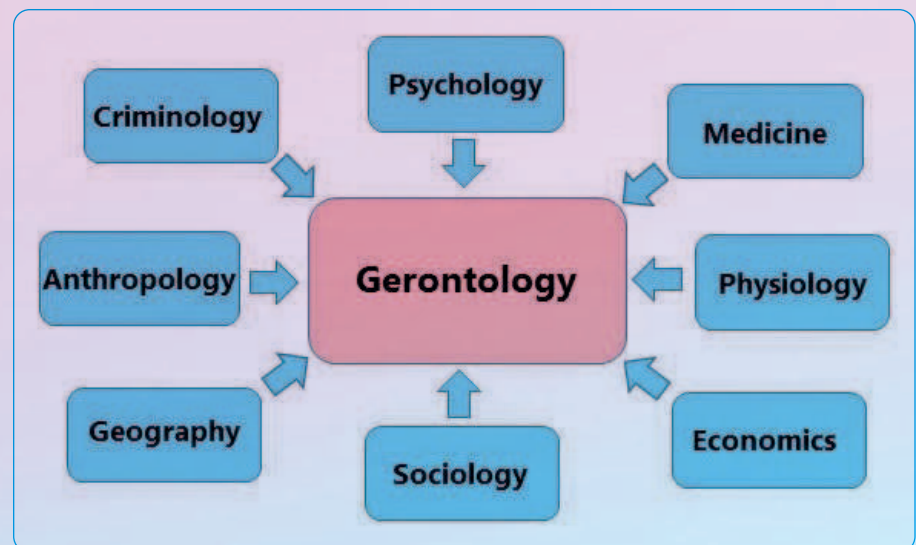 Psychology
Criminology
Medicine
Anthropology
Gerontology
Physiology
Geography
Economics
Sociology